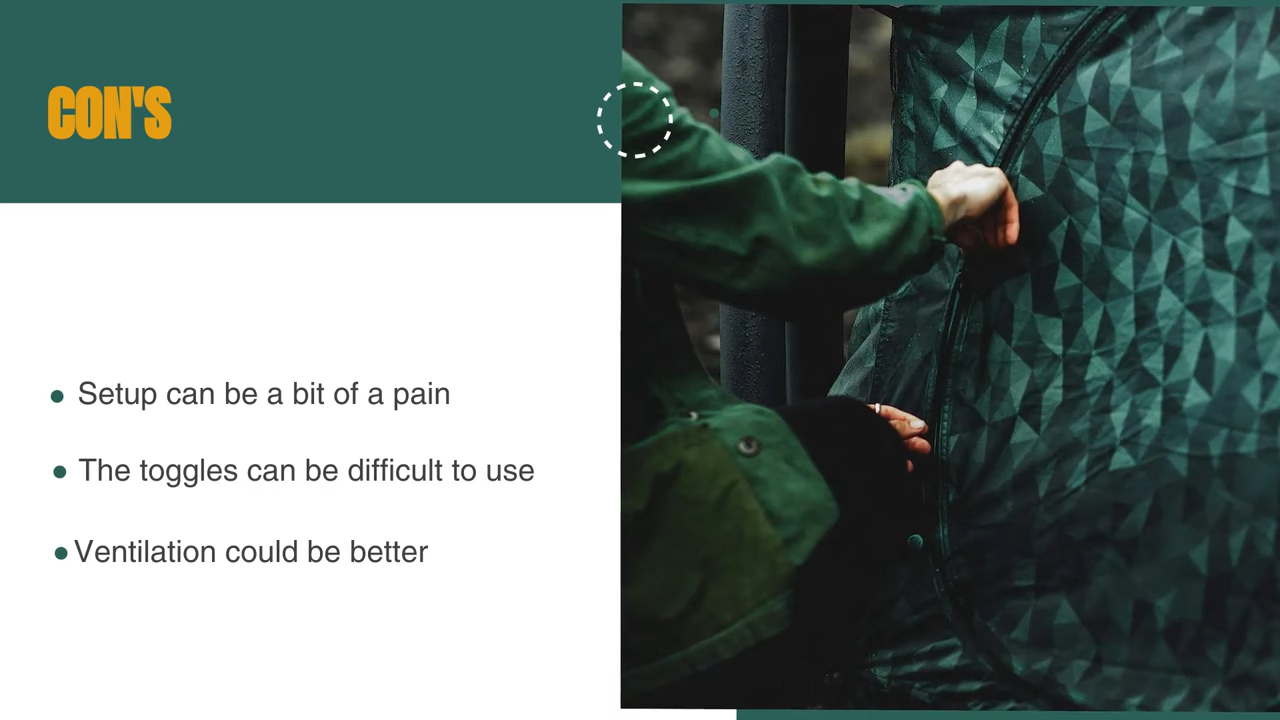 CON'S
Setup can be a bit of a pain
The toggles can be difficult to use
Ventilation could be better